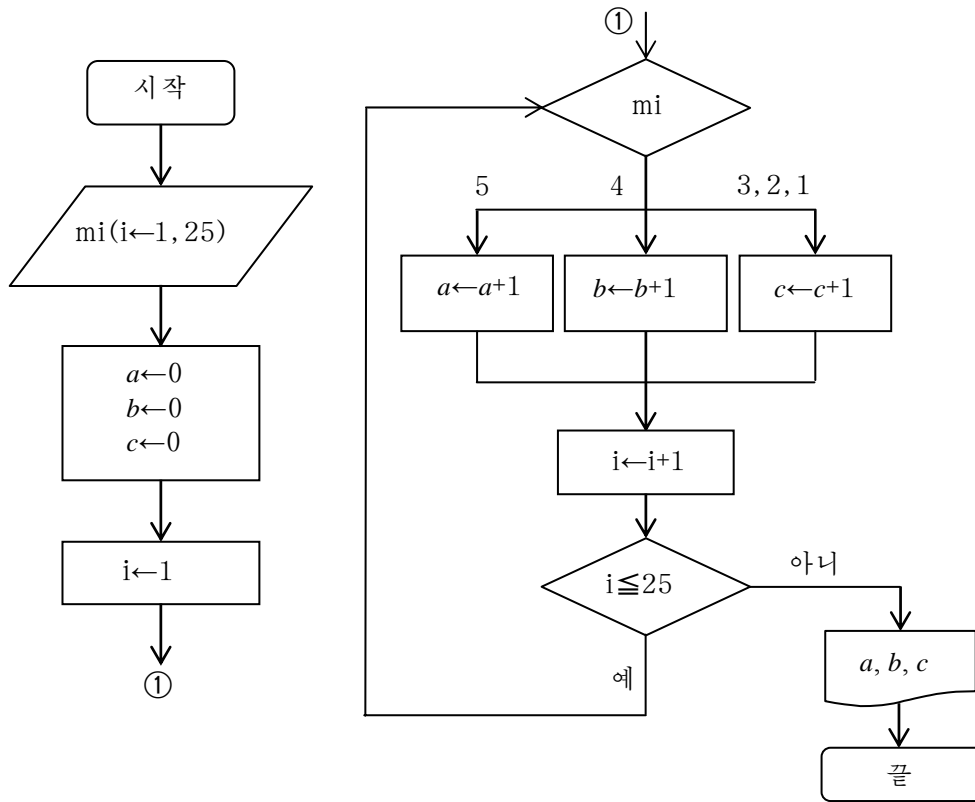 시작
mi(i←1, 25)
a←0
b←0
c←0
i←1
①
①
mi
5
4
3, 2, 1
a←a+1
b←b+1
c←c+1
i←i+1
i≦25
아니
예
a, b, c
끝